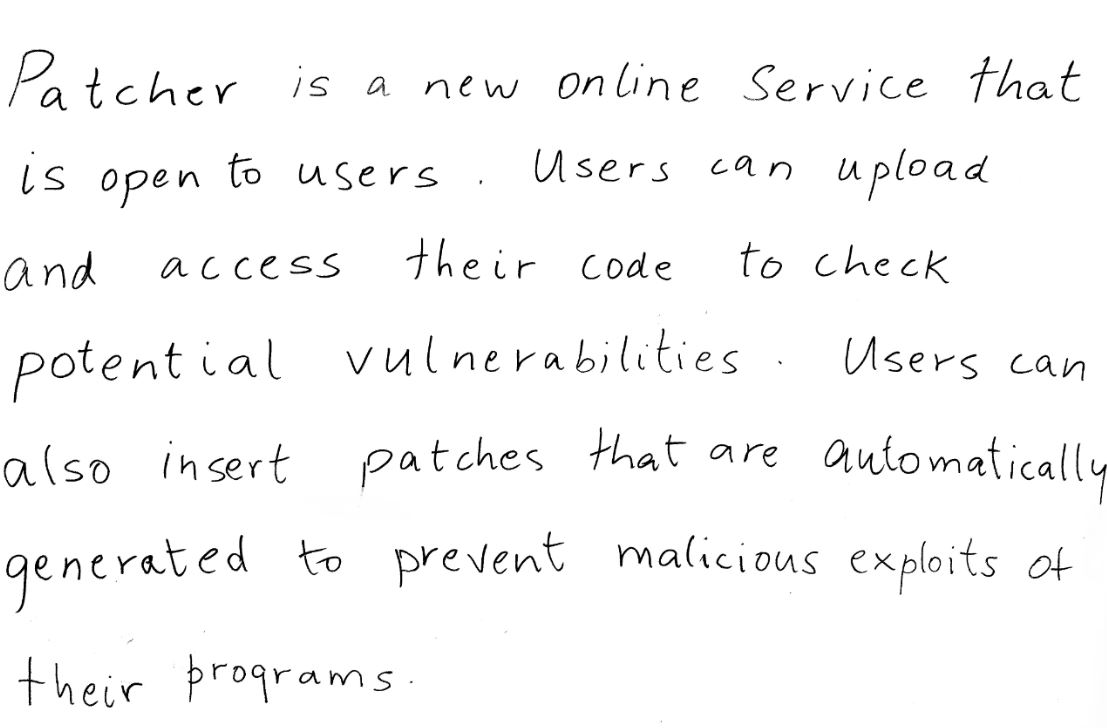 Patcher is a new online Service that
is open to users. Users can upload
and access their code to check
potential vulnerabilities. Users can
also insert patches that are automatically
generated to prevent malicious exploits of
their programs.